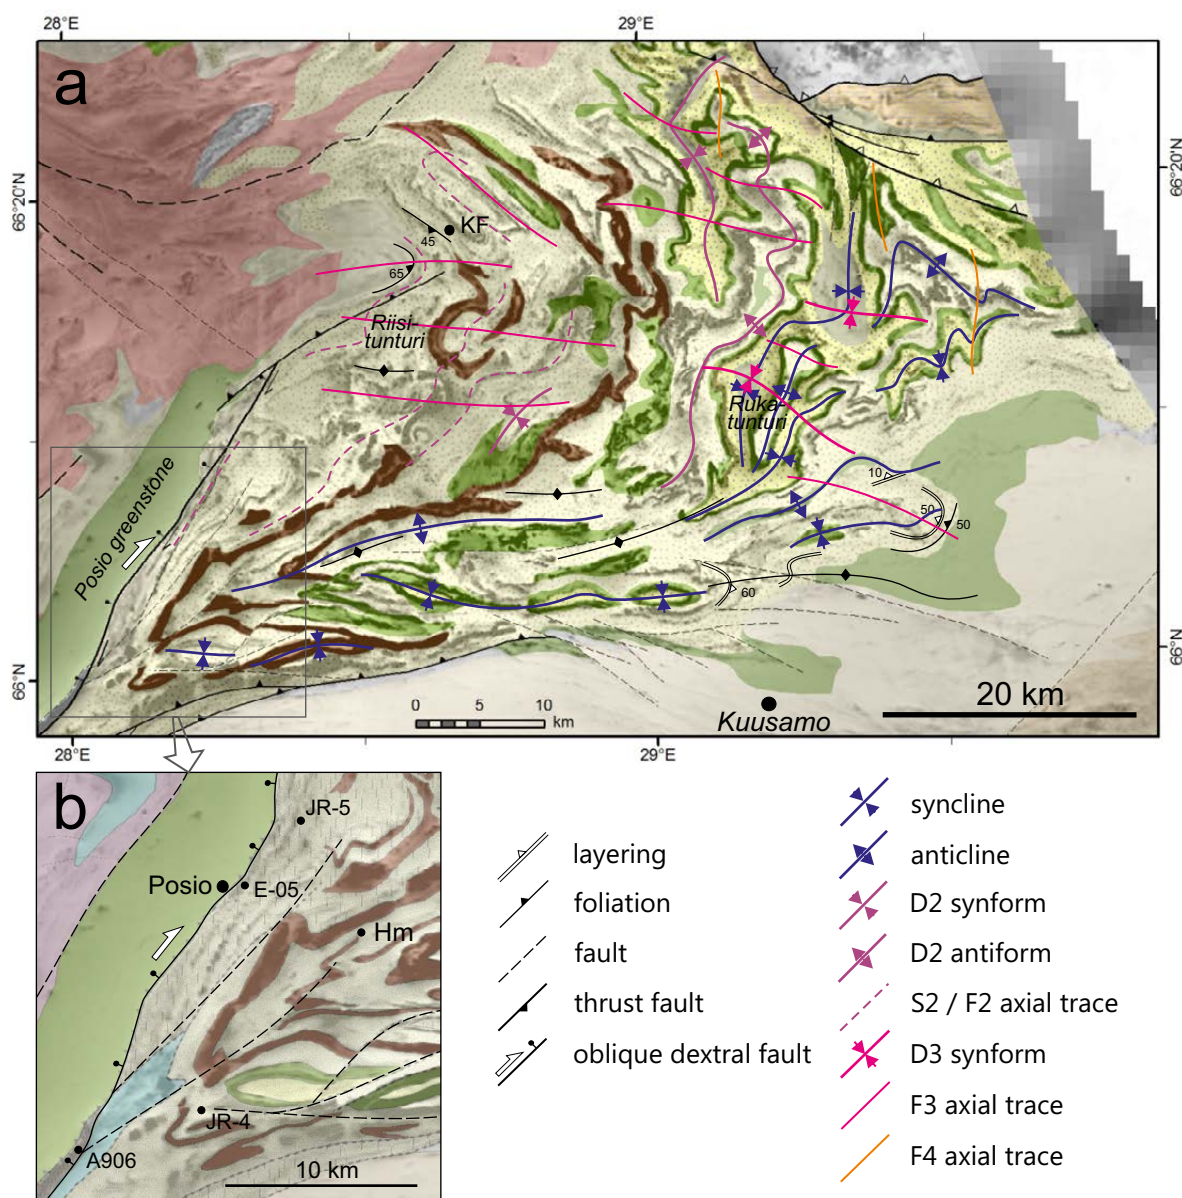 28°E
29°E
a
66°20'N
66°20'N
KF
45
65
Riisi-
tunturi
Ruka-
tunturi
10
50
50
60
Posio greenstone
66°N
66°N
0 5 10
km
20 km
Kuusamo
28°E
29°E
b
JR-5
Posio
E-05
Hm
JR-4
A906
10 km
layering
foliation
fault
thrust fault
oblique dextral fault
syncline
anticline
D2 synform
D2 antiform
S2 / F2 axial trace
D3 synform
F3 axial trace
F4 axial trace